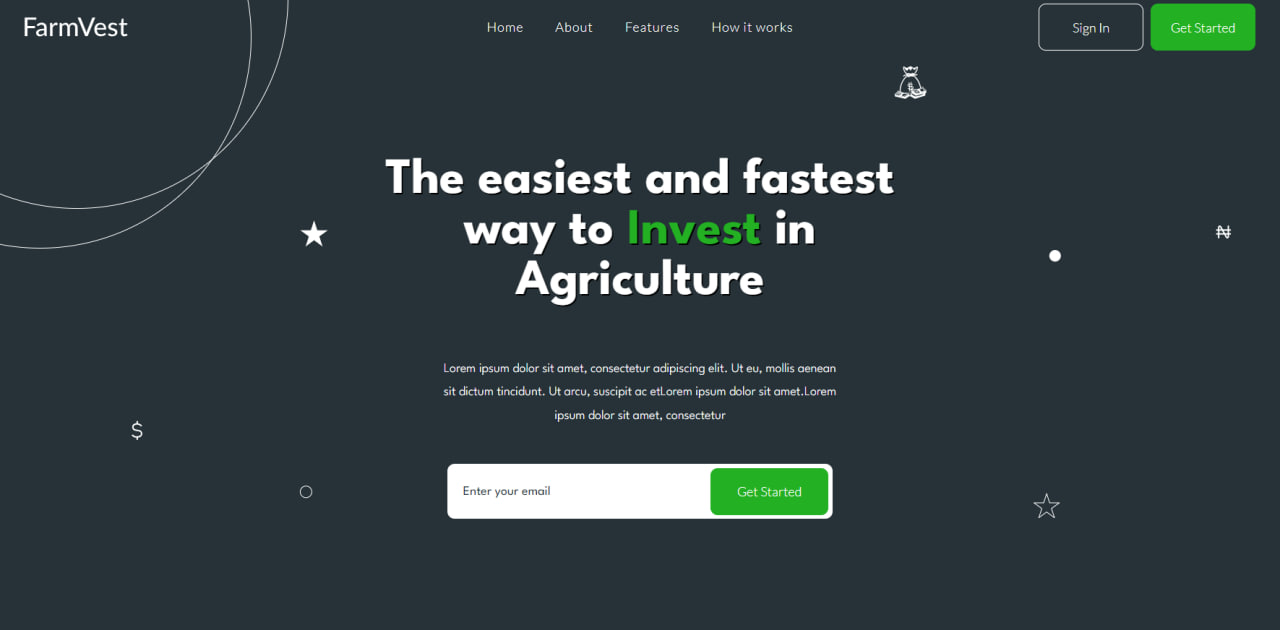 FarmVest
Home About Features How it works
Sign In
Get Started
The easiest and fastest
way to Invest in
Agriculture
₦
Lorem ipsum dolor sit amet, consectetur adipiscing elit. Ut eu, mollis aenean
sit dictum tincidunt. Ut arcu, suscipit ac etLorem ipsum dolor sit amet.Lorem
ipsum dolor sit amet, consectetur
$
Enter your email
Get Started